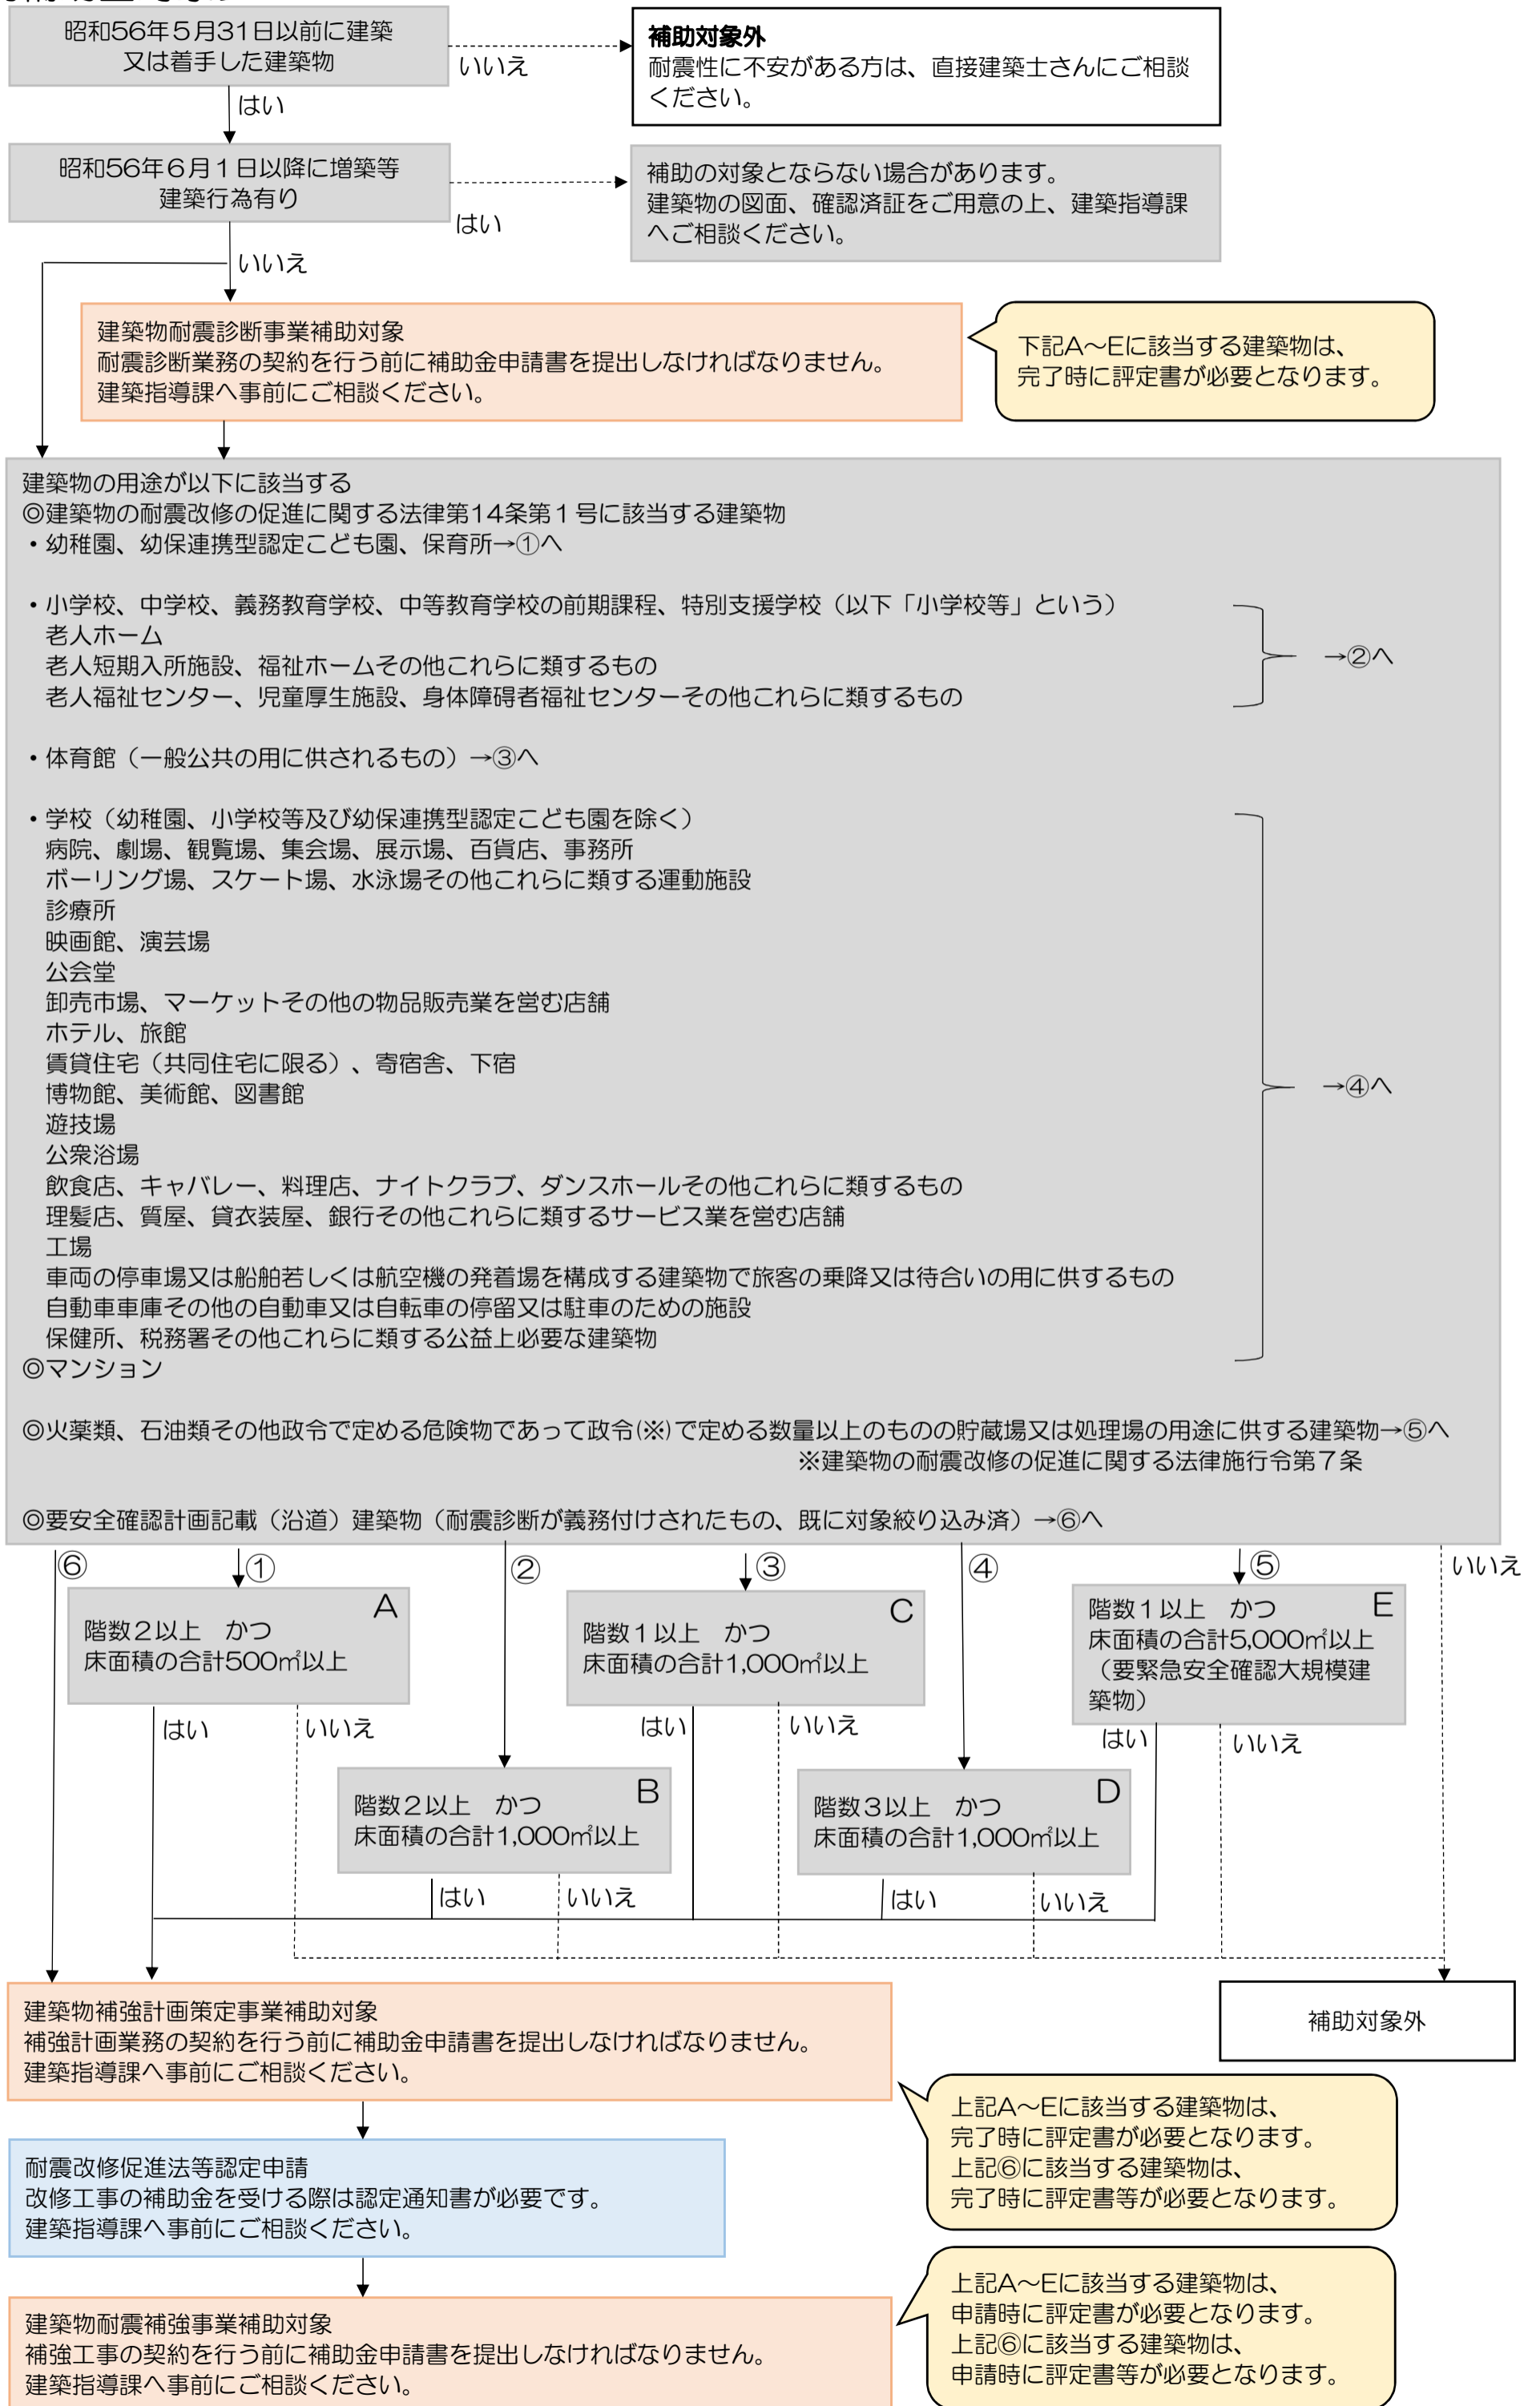 昭和56年5月31日以前に建築
又は着手した建築物
いいえ
補助対象外
耐震性に不安がある方は、直接建築士さんにご相談
ください。
はい
昭和56年6月1日以降に増築等
建築行為有り
はい
補助の対象とならない場合があります。
建築物の図面、確認済証をご用意の上、建築指導課
へご相談ください。
いいえ
建築物耐震診断事業補助対象
耐震診断業務の契約を行う前に補助金申請書を提出しなければなりません。
建築指導課へ事前にご相談ください。
下記A～Eに該当する建築物は、
完了時に評定書が必要となります。
建築物の用途が以下に該当する
◎建築物の耐震改修の促進に関する法律第14条第1号に該当する建築物
・幼稚園、幼保連携型認定こども園、保育所→①へ
・小学校、中学校、義務教育学校、中等教育学校の前期課程、特別支援学校（以下「小学校等」という）
老人ホーム
老人短期入所施設、福祉ホームその他これらに類するもの
老人福祉センター、児童厚生施設、身体障碍者福祉センターその他これらに類するもの
→②へ
・体育館（一般公共の用に供されるもの）→③へ
・学校（幼稚園、小学校等及び幼保連携型認定こども園を除く）
病院、劇場、観覧場、集会場、展示場、百貨店、事務所
ボーリング場、スケート場、水泳場その他これらに類する運動施設
診療所
映画館、演芸場
公会堂
卸売市場、マーケットその他の物品販売業を営む店舗
ホテル、旅館
賃貸住宅（共同住宅に限る）、寄宿舎、下宿
博物館、美術館、図書館
→④へ
遊技場
公衆浴場
飲食店、キャバレー、料理店、ナイトクラブ、ダンスホールその他これらに類するもの
理髪店、質屋、貸衣装屋、銀行その他これらに類するサービス業を営む店舗
工場
車両の停車場又は船舶若しくは航空機の発着場を構成する建築物で旅客の乗降又は待合いの用に供するもの
自動車車庫その他の自動車又は自転車の停留又は駐車のための施設
保健所、税務署その他これらに類する公益上必要な建築物
◎マンション
◎火薬類、石油類その他政令で定める危険物であって政令(※)で定める数量以上のものの貯蔵場又は処理場の用途に供する建築物→⑤へ
※建築物の耐震改修の促進に関する法律施行令第7条
◎要安全確認計画記載（沿道）建築物（耐震診断が義務付けされたもの、既に対象絞り込み済）→⑥へ
⑥
①
②
③
④
⑤
いいえ
A
階数2以上　かつ
床面積の合計500㎡以上
はい
いいえ
C
階数1以上　かつ
床面積の合計1,000㎡以上
はい
いいえ
E
階数1以上　かつ
床面積の合計5,000㎡以上
（要緊急安全確認大規模建
築物）
はい
いいえ
B
階数2以上　かつ
床面積の合計1,000㎡以上
はい
いいえ
D
階数3以上　かつ
床面積の合計1,000㎡以上
はい
いいえ
建築物補強計画策定事業補助対象
補強計画業務の契約を行う前に補助金申請書を提出しなければなりません。
建築指導課へ事前にご相談ください。
補助対象外
上記A～Eに該当する建築物は、
完了時に評定書が必要となります。
上記⑥に該当する建築物は、
完了時に評定書等が必要となります。
耐震改修促進法等認定申請
改修工事の補助金を受ける際は認定通知書が必要です。
建築指導課へ事前にご相談ください。
上記A～Eに該当する建築物は、
申請時に評定書が必要となります。
上記⑥に該当する建築物は、
申請時に評定書等が必要となります。
建築物耐震補強事業補助対象
補強工事の契約を行う前に補助金申請書を提出しなければなりません。
建築指導課へ事前にご相談ください。